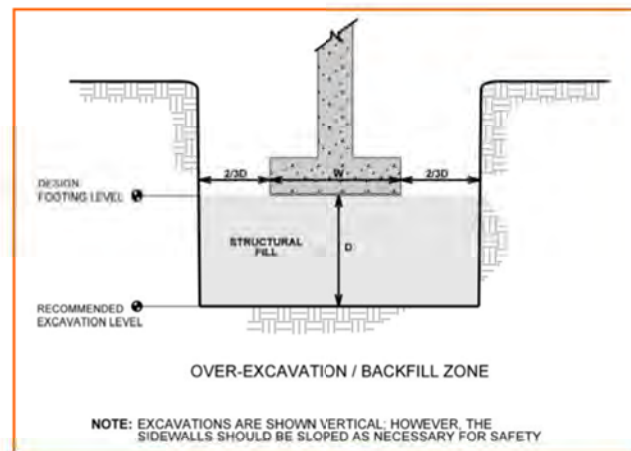 2/3D
W
2/3D
DESIGN
FOOTING LEVEL
STRUCTURAL
FILL
D
RECOMMENDED
EXCAVATION LEVEL
OVER-EXCAVATION / BACKFILL ZONE
NOTE: EXCAVATIONS ARE SHOWN VERTICAL; HOWEVER, THE
SIDEWALLS SHOULD BE SLOPED AS NECESSARY FOR SAFETY